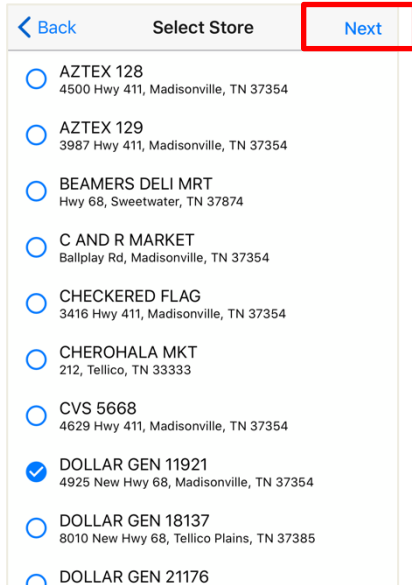 Back Select Store Next
AZTEX 128
4500 Hwy 411, Madisonville, TN 37354
AZTEX 129
3987 Hwy 411, Madisonville, TN 37354
BEAMERS DELI MRT
Hwy 68, Sweetwater, TN 37874
C AND R MARKET
Ballplay Rd, Madisonville, TN 37354
CHECKERED FLAG
3416 Hwy 411, Madisonville, TN 37354
CHEROHALA MKT
212, Tellico, TN 33333
CVS 5668
4629 Hwy 411, Madisonville, TN 37354
DOLLAR GEN 11921
4925 New Hwy 68, Madisonville, TN 37354
DOLLAR GEN 18137
8010 New Hwy 68, Tellico Plains, TN 37385
DOLLAR GEN 21176